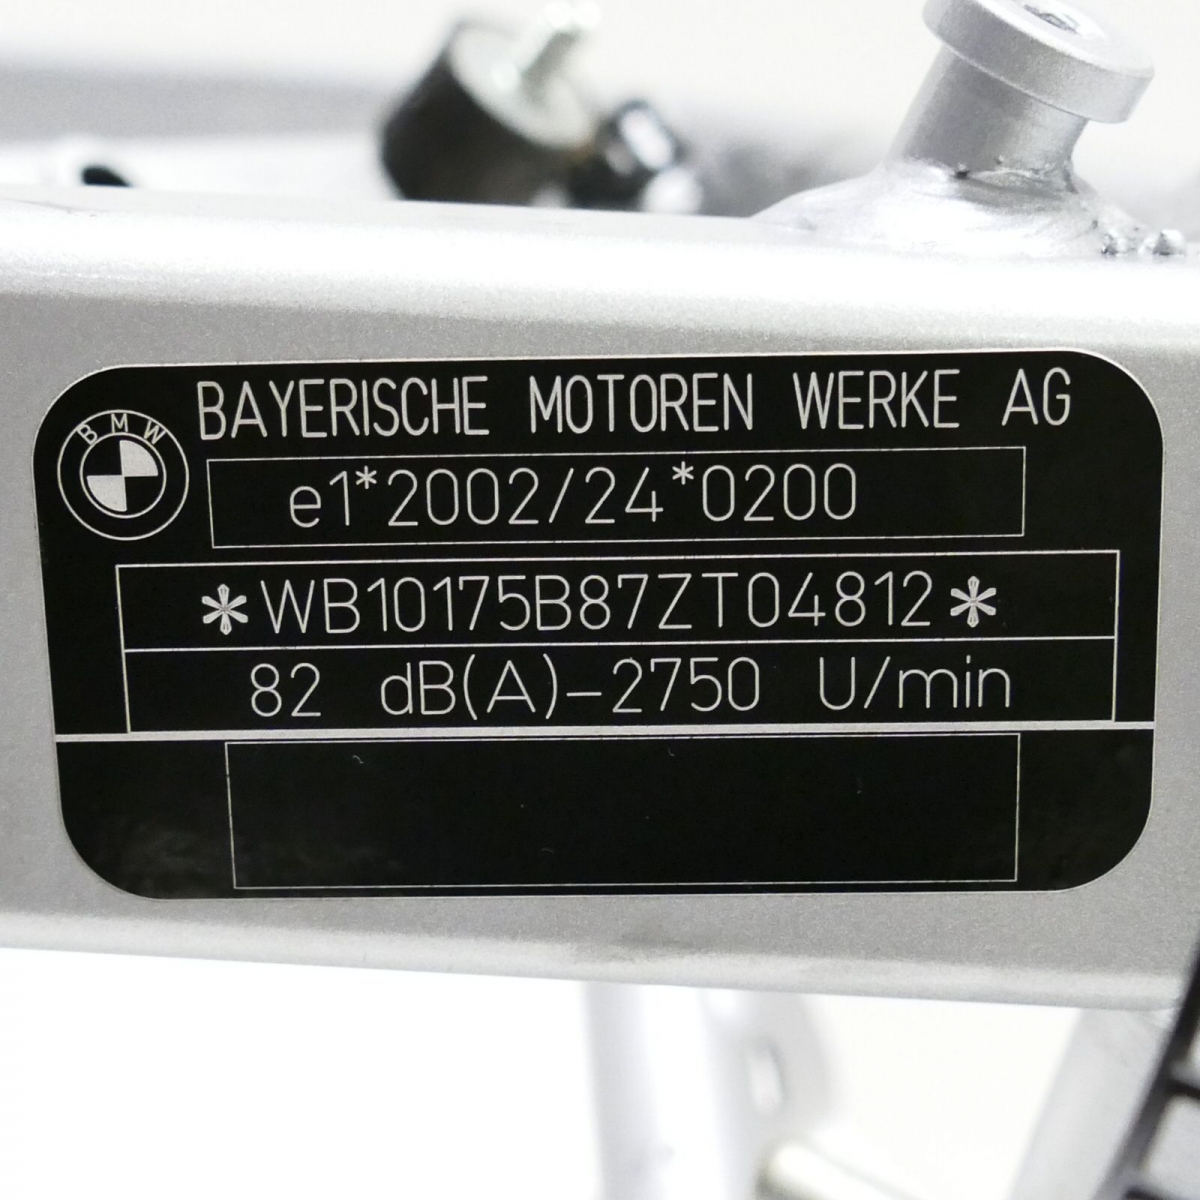 BMW
BAYERISCHE MOTOREN WERKE AG
e1*2002/24*0200
*WB10175B87ZT04812*
82 dB(A)-2750 U/min